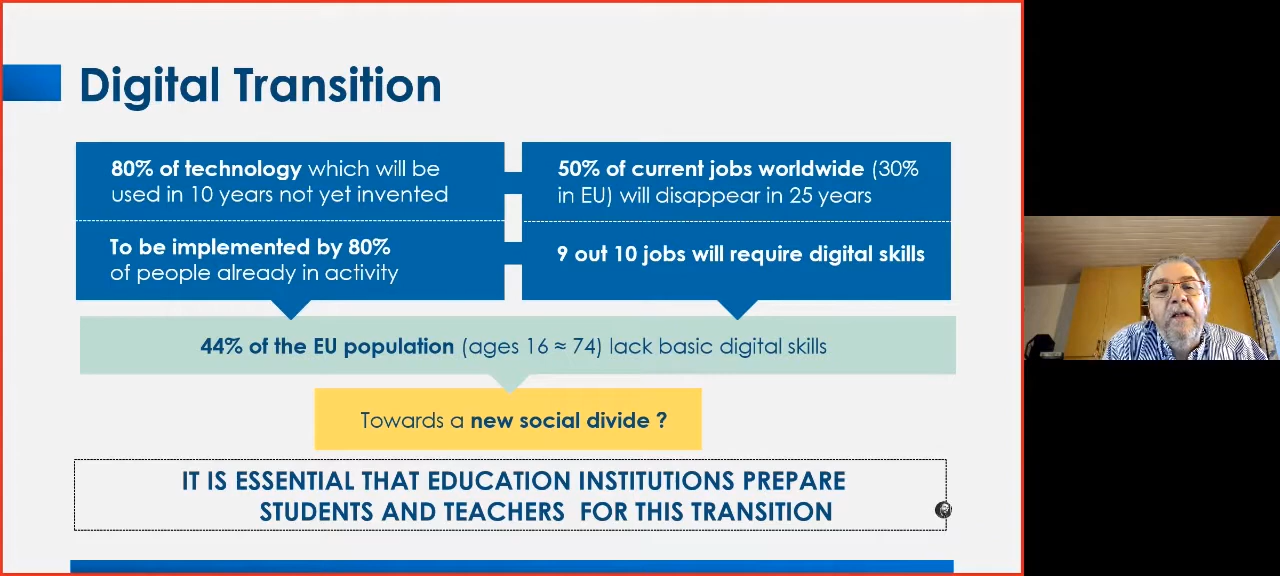 Digital Transition
80% of technology which will be
used in 10 years not yet invented
To be implemented by 80%
of people already in activity
50% of current jobs worldwide (30%
in EU) will disappear in 25 years
9 out 10 jobs will require digital skills
44% of the EU population (ages 16 ≈ 74) lack basic digital skills
Towards a new social divide ?
IT IS ESSENTIAL THAT EDUCATION INSTITUTIONS PREPARE
STUDENTS AND TEACHERS  FOR THIS TRANSITION